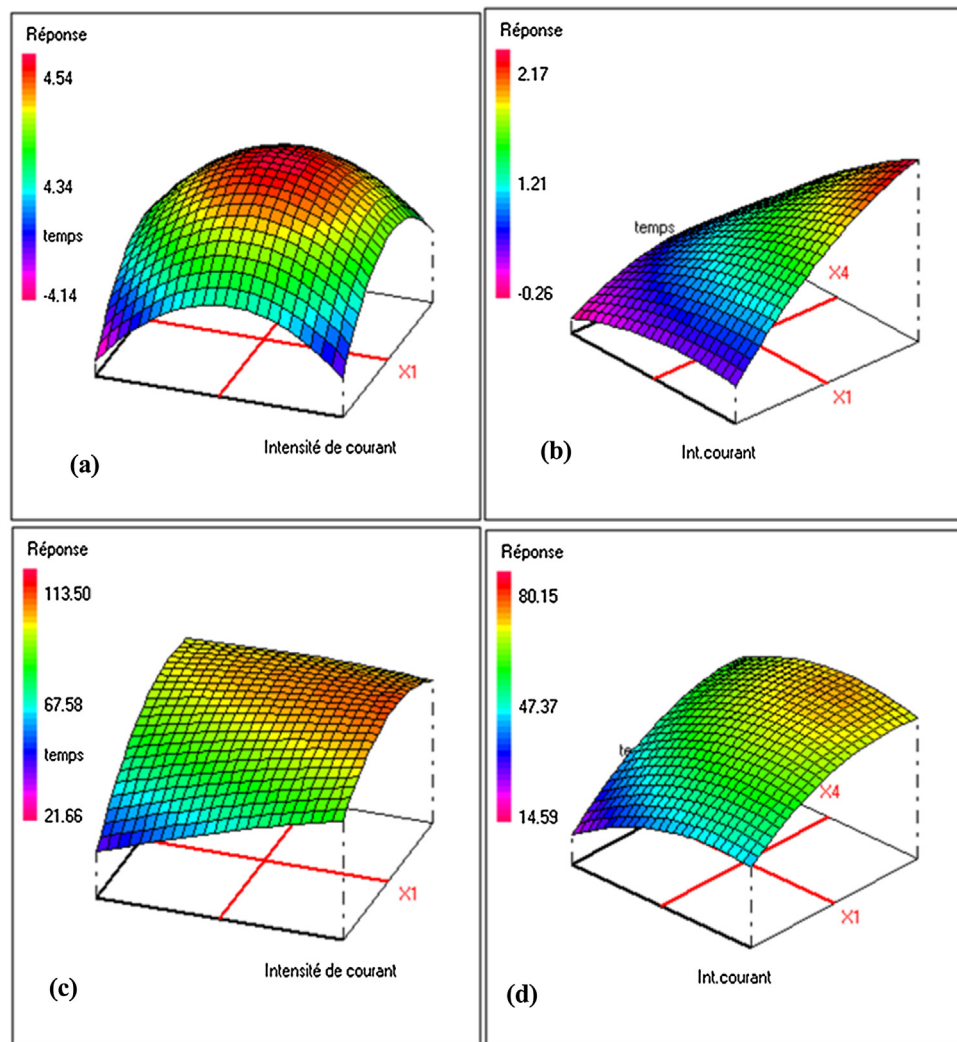 Réponse
4.54
4.34
temps
-4.14
X1
Intensité de courant
(a)
Réponse
2.17
1.21
temps
-0.26
X4
X1
Int.courant
(b)
Réponse
113.50
67.58
temps
21.66
X1
Intensité de courant
(c)
Réponse
80.15
47.37
14.59
X4
X1
Int.courant
(d)